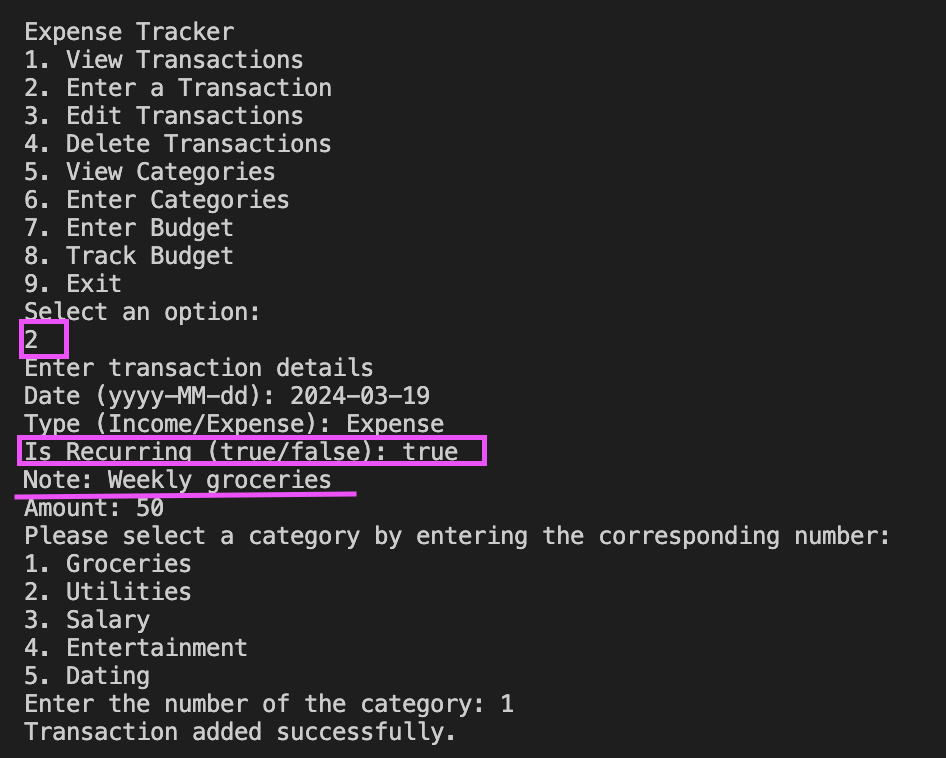 Expense Tracker
1. View Transactions
2. Enter a Transaction
3. Edit Transactions
4. Delete Transactions
5. View Categories
6. Enter Categories
7. Enter Budget
8. Track Budget
9. Exit
Select an option:
2
Enter transaction details
Date (yyyy-MM-dd): 2024-03-19
Type (Income/Expense): Expense
Is Recurring (true/false): true
Note: Weekly groceries
Amount: 50
Please select a category by entering the corresponding number:
1. Groceries
2. Utilities
3. Salary
4. Entertainment
5. Dating
Enter the number of the category: 1
Transaction added successfully.